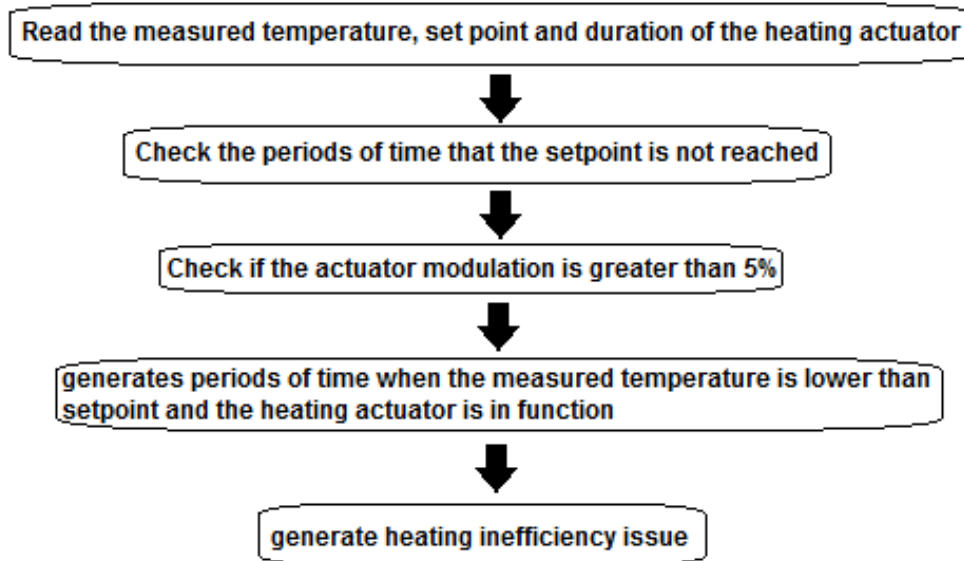 Read the measured temperature, set point and duration of the heating actuator
Check the periods of time that the setpoint is not reached
Check if the actuator modulation is greater than 5%
generates periods of time when the measured temperature is lower than
setpoint and the heating actuator is in function
generate heating inefficiency issue